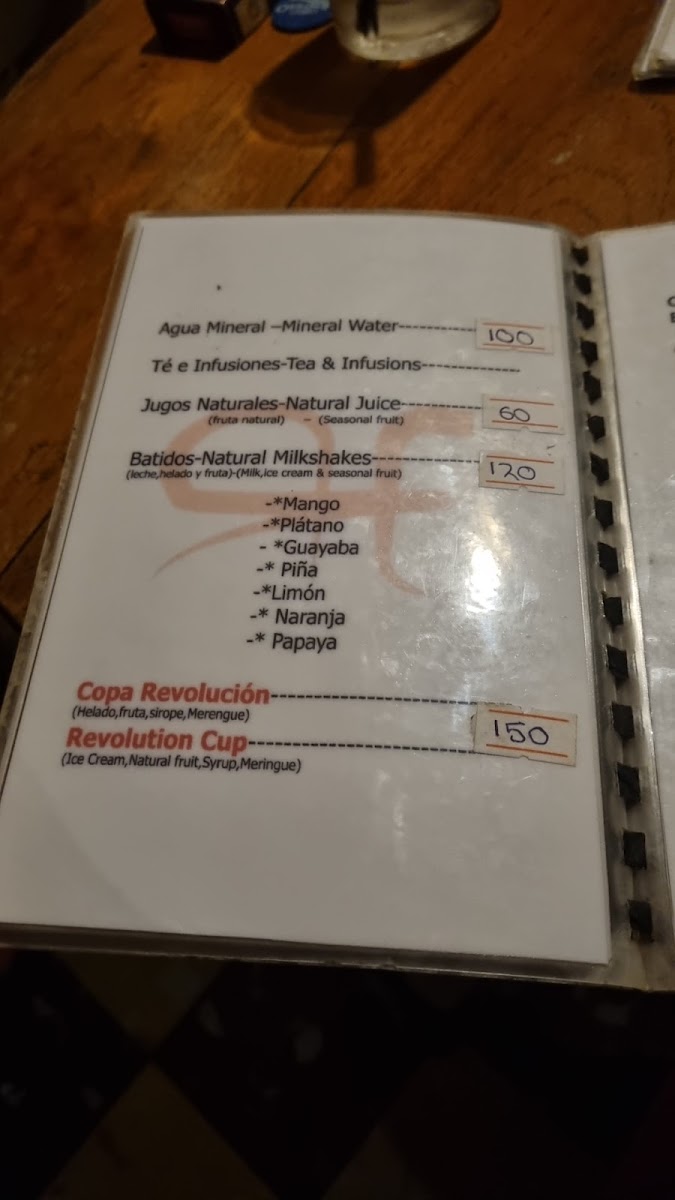 Agua Mineral –Mineral Water----------- 100
Té e Infusiones-Tea & Infusions--------------
Jugos Naturales-Natural Juice----------- 60
(fruta natural) – (Seasonal fruit)
Batidos-Natural Milkshakes--------------- 120
(leche,helado y fruta)-(Milk,ice cream & seasonal fruit)
-*Mango
-*Plátano
- *Guayaba
-* Piña
-*Limón
-* Naranja
-* Papaya
Copa Revolución---------------------------
(Helado,fruta,sirope,Merengue)
150
Revolution Cup-----------------------------
(Ice Cream,Natural fruit,Syrup,Meringue)